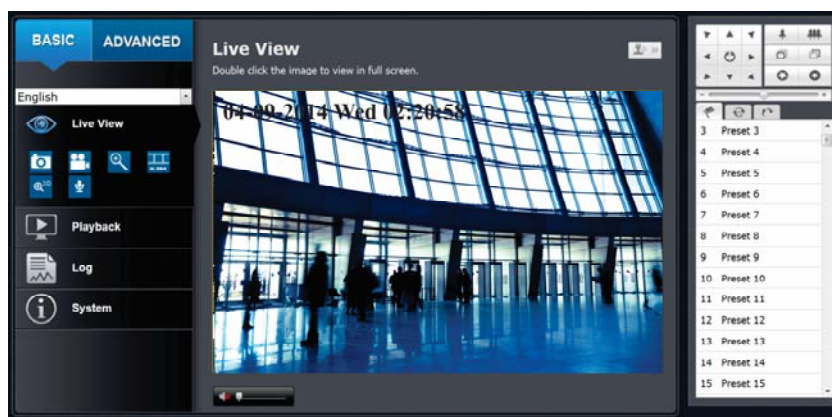 BASIC ADVANCED
English
Live View
Playback
Log
System
Live View
Double click the image to view in full screen.
04-09-2014 Wed 02:20:58
3 Preset 3
4 Preset 4
5 Preset 5
6 Preset 6
7 Preset 7
8 Preset 8
9 Preset 9
10 Preset 10
11 Preset 11
12 Preset 12
13 Preset 13
14 Preset 14
15 Preset 15